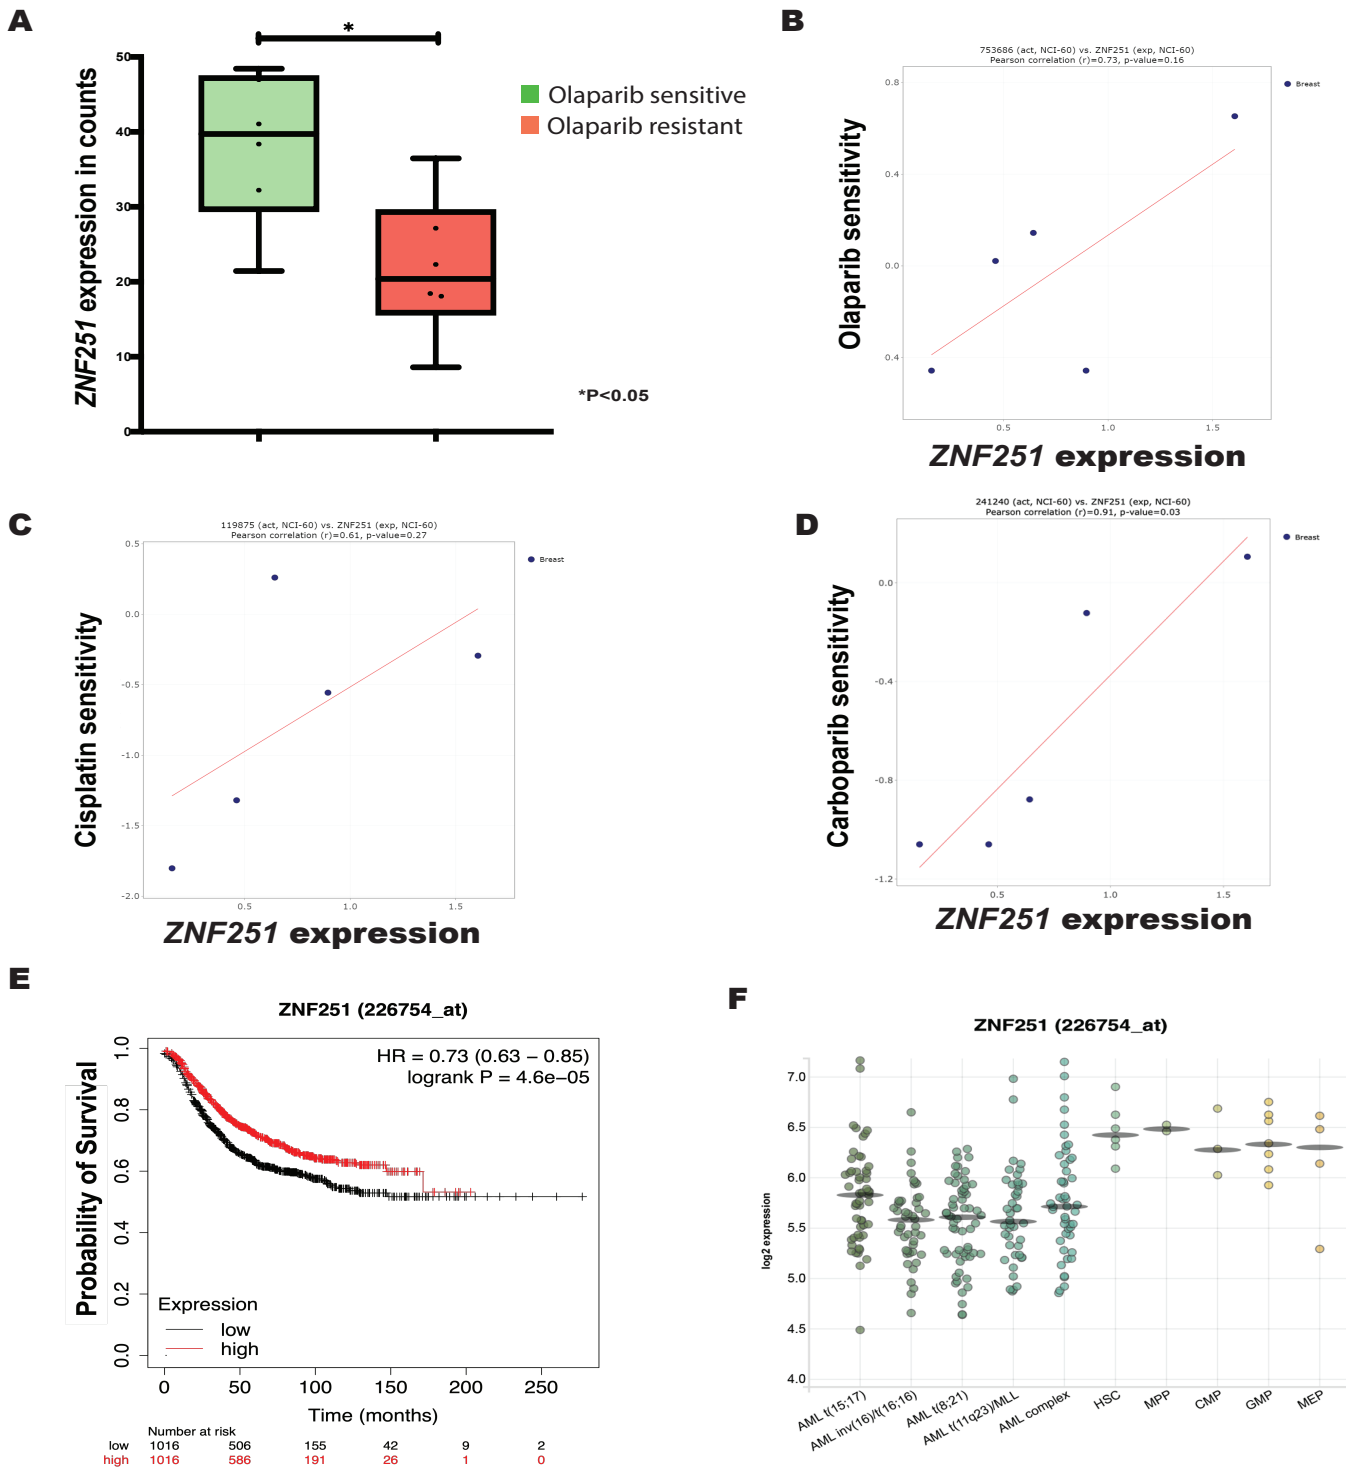 A
*
50
40
30
20
10
0
ZNF251 expression in counts
Olaparib sensitive
Olaparib resistant
*P<0.05
B
753686 (act, NCI-60) vs. ZNF251 (exp, NCI-60)
Pearson correlation (r)=0.73, p-value=0.16
Breast
0.8
0.4
0.0
0.4
Olaparib sensitivity
0.5 1.0 1.5
ZNF251 expression
C
119875 (act, NCI-60) vs. ZNF251 (exp, NCI-60)
Pearson correlation (r)=0.61, p-value=0.27
Breast
0.5
0.0
-0.5
-1.0
-1.5
-2.0
Cisplatin sensitivity
0.5 1.0 1.5
ZNF251 expression
D
241240 (act, NCI-60) vs. ZNF251 (exp, NCI-60)
Pearson correlation (r)=0.91, p-value=0.03
Breast
0.0
-0.4
-0.8
-1.2
Carboparib sensitivity
0.5 1.0 1.5
ZNF251 expression
E
ZNF251 (226754_at)
HR = 0.73 (0.63 − 0.85)
logrank P = 4.6e−05
1.0
0.8
0.6
0.4
0.2
0.0
Probability of Survival
Expression
low
high
0 50 100 150 200 250
Time (months)
Number at risk
low 1016 506 155 42 9 2
high 1016 586 191 26 1 0
F
ZNF251 (226754_at)
7.0
6.5
6.0
5.5
5.0
4.5
4.0
log2 expression
AML t(15;17)
AML inv(16)/t(16;16)
AML t(8;21)
AML t(11q23)/MLL
AML complex
HSC
MPP
CMP
GMP
MEP